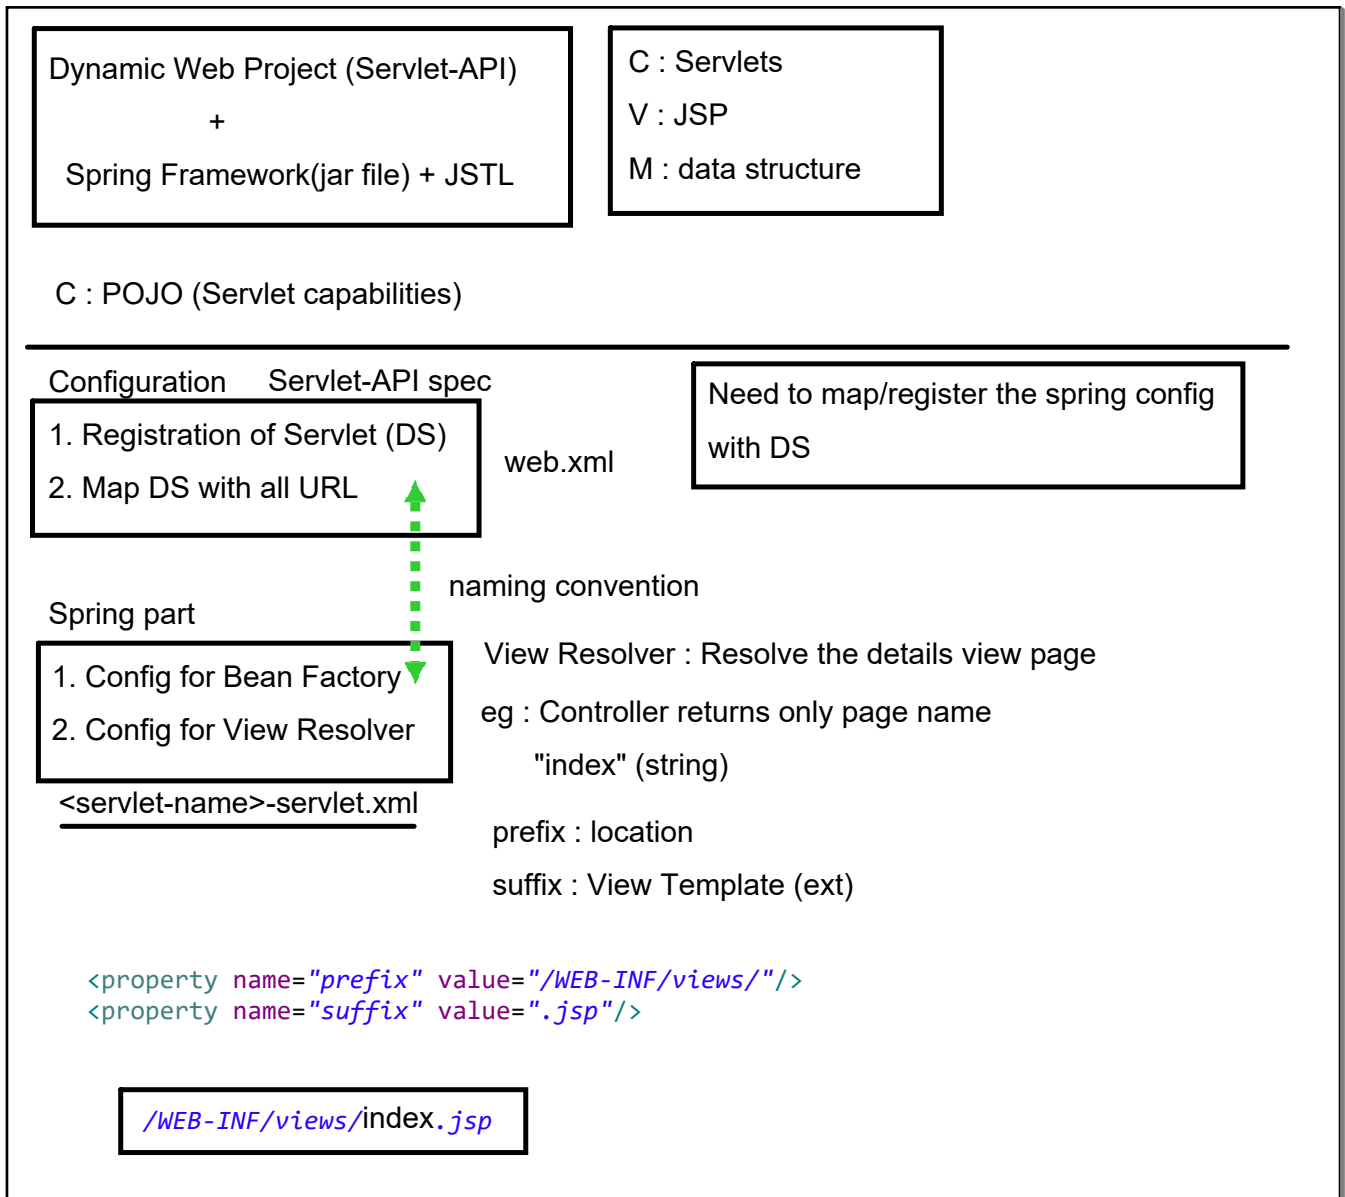 Dynamic Web Project (Servlet-API)
+
Spring Framework(jar file) + JSTL
C : Servlets
V : JSP
M : data structure
C : POJO (Servlet capabilities)
Configuration
Servlet-API spec
1. Registration of Servlet (DS)
2. Map DS with all URL
web.xml
Need to map/register the spring config
with DS
naming convention
Spring part
1. Config for Bean Factory
2. Config for View Resolver
<servlet-name>-servlet.xml
View Resolver : Resolve the details view page
eg : Controller returns only page name
"index" (string)
prefix : location
suffix : View Template (ext)
<property name="prefix" value="/WEB-INF/views/"/>
<property name="suffix" value=".jsp"/>
/WEB-INF/views/index.jsp